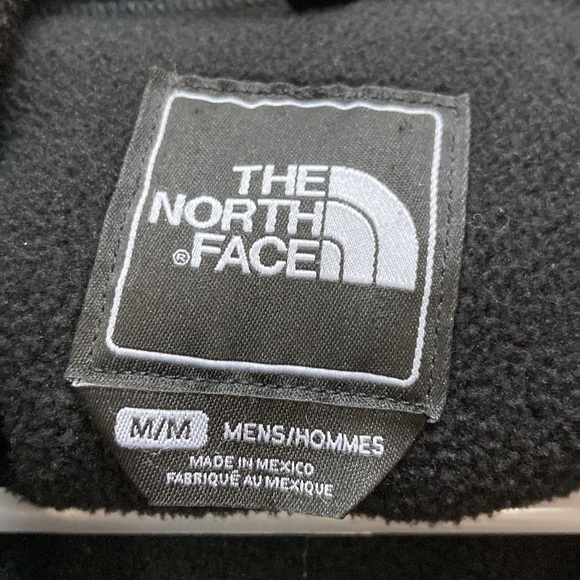 THE
NORTH
® FACE
M/M MENS/HOMMES
MADE IN MEXICO
FABRIQUÉ AU MEXIQUE